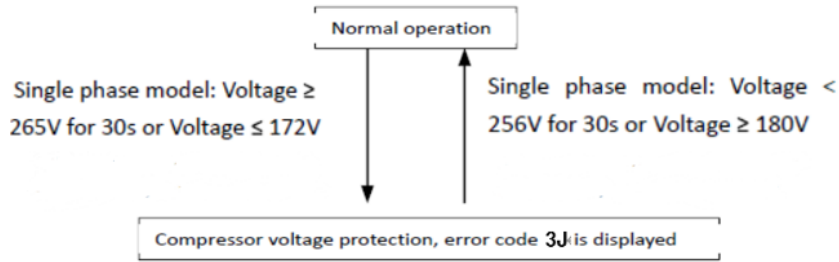 Normal operation
Single phase model: Voltage ≥
265V for 30s or Voltage ≤ 172V
Single phase model: Voltage <
256V for 30s or Voltage ≥ 180V
Compressor voltage protection, error code 3J is displayed